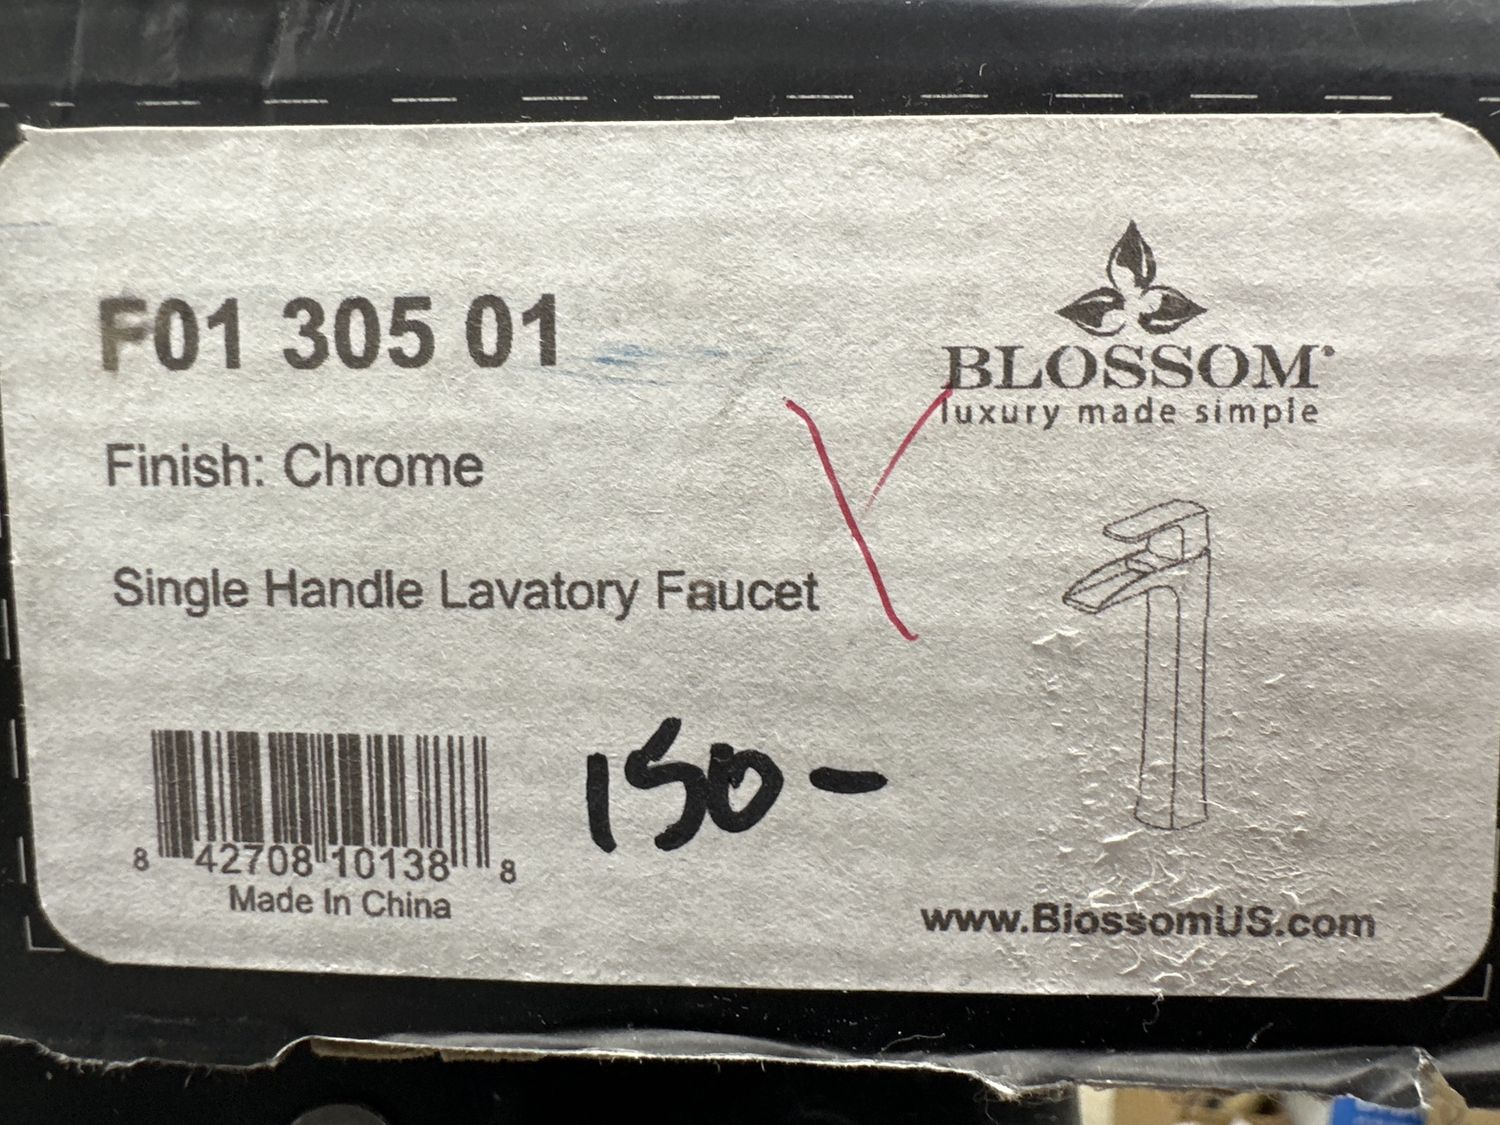 F01 305 01
Finish: Chrome
Single Handle Lavatory Faucet
BLOSSOM®
luxury made simple
150-
8 42708 10138 8
Made In China
www.BlossomUS.com